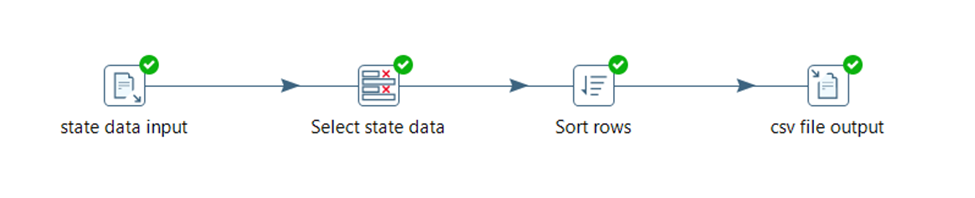 state data input
Select state data
Sort rows
csv file output